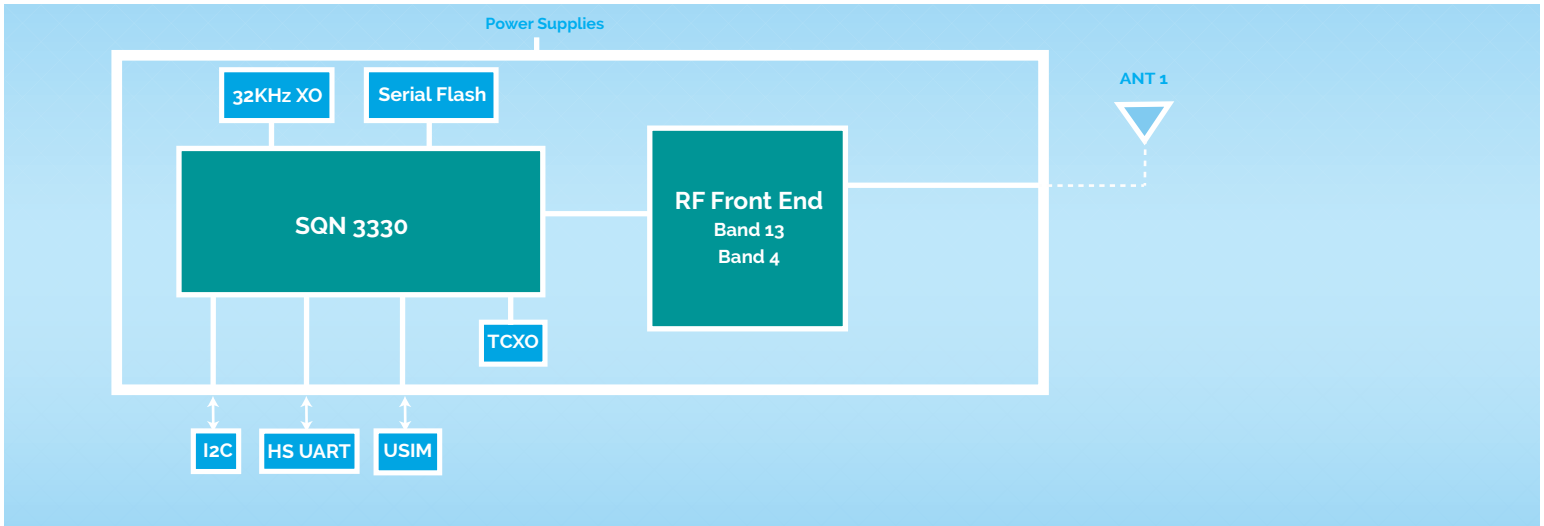 Power Supplies
ANT 1
32KHz XO
Serial Flash
SQN 3330
RF Front End
Band 13
Band 4
TCXO
I2C
HS UART
USIM